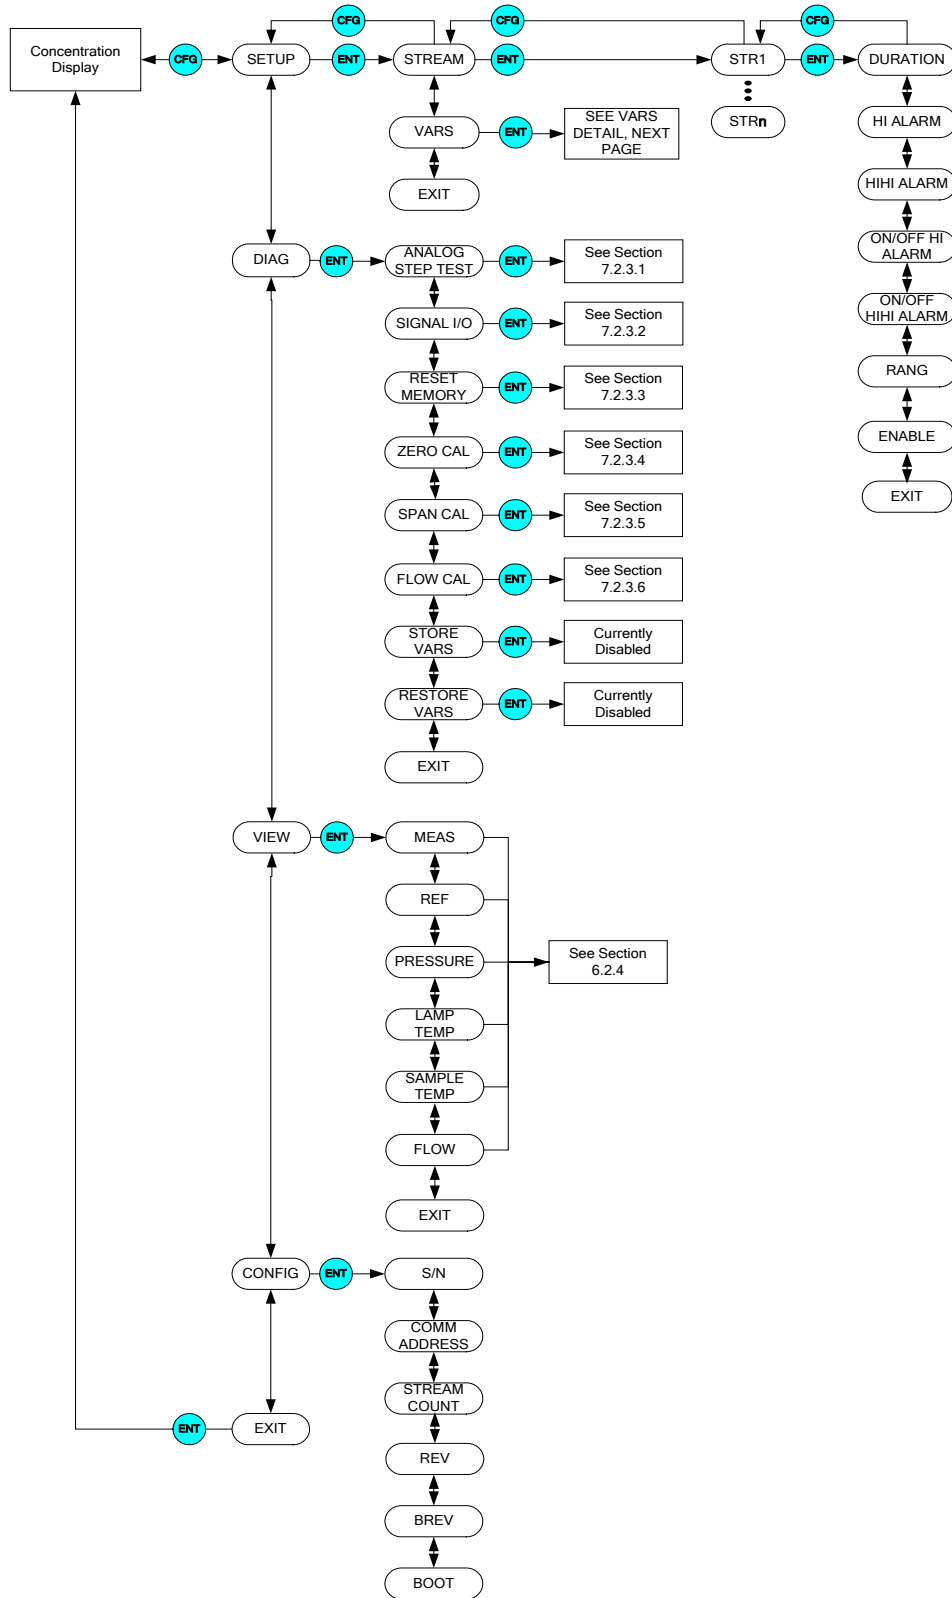 CFG
CFG
CFG
Concentration
Display
CFG
SETUP
ENT
STREAM
ENT
STR1
ENT
DURATION
VARS
ENT
SEE VARS
DETAIL, NEXT
PAGE
STRn
HI ALARM
EXIT
HIHI ALARM
ON/OFF HI
ALARM
ON/OFF
HIHI ALARM
RANG
ENABLE
EXIT
DIAG
ENT
ANALOG
STEP TEST
ENT
See Section
7.2.3.1
SIGNAL I/O
ENT
See Section
7.2.3.2
RESET
MEMORY
ENT
See Section
7.2.3.3
ZERO CAL
ENT
See Section
7.2.3.4
SPAN CAL
ENT
See Section
7.2.3.5
FLOW CAL
ENT
See Section
7.2.3.6
STORE
VARS
ENT
Currently
Disabled
RESTORE
VARS
ENT
Currently
Disabled
EXIT
VIEW
ENT
MEAS
REF
PRESSURE
See Section
6.2.4
LAMP
TEMP
SAMPLE
TEMP
FLOW
EXIT
CONFIG
ENT
S/N
COMM
ADDRESS
STREAM
COUNT
ENT
EXIT
REV
BREV
BOOT